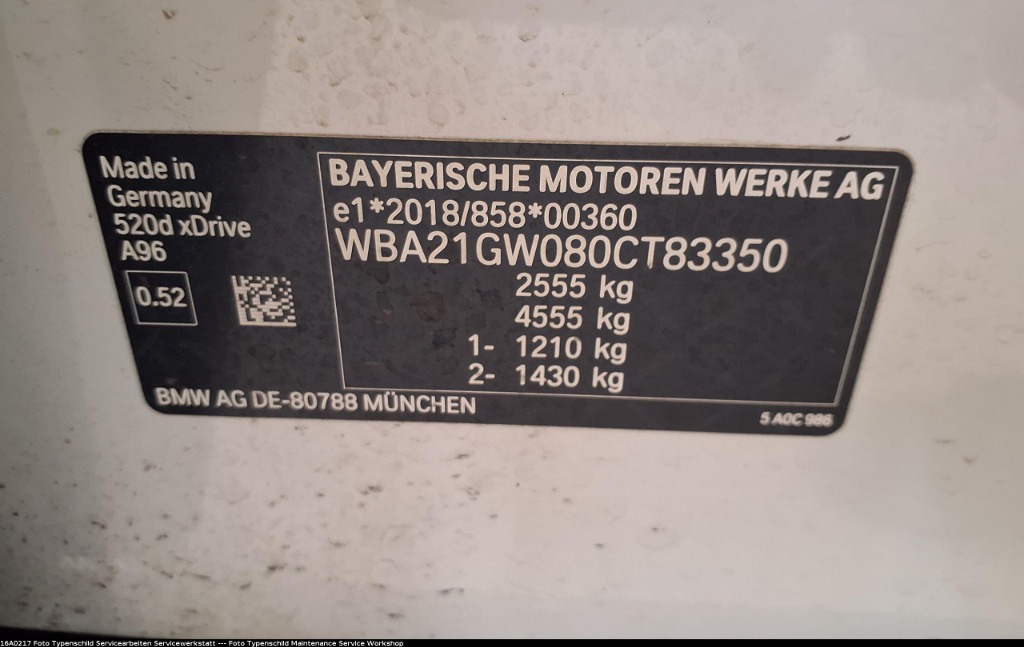 Made in
Germany
520d xDrive
A96
0.52
BAYERISCHE MOTOREN WERKE AG
e1*2018/858*00360
WBA21GW080CT83350
2555 kg
4555 kg
1- 1210 kg
2- 1430 kg
BMW AG DE-80788 MÜNCHEN
5 A0C 986
16A0217 Foto Typenschild Servicearbeiten Servicewerkstatt --- Foto Typenschild Maintenance Service Workshop